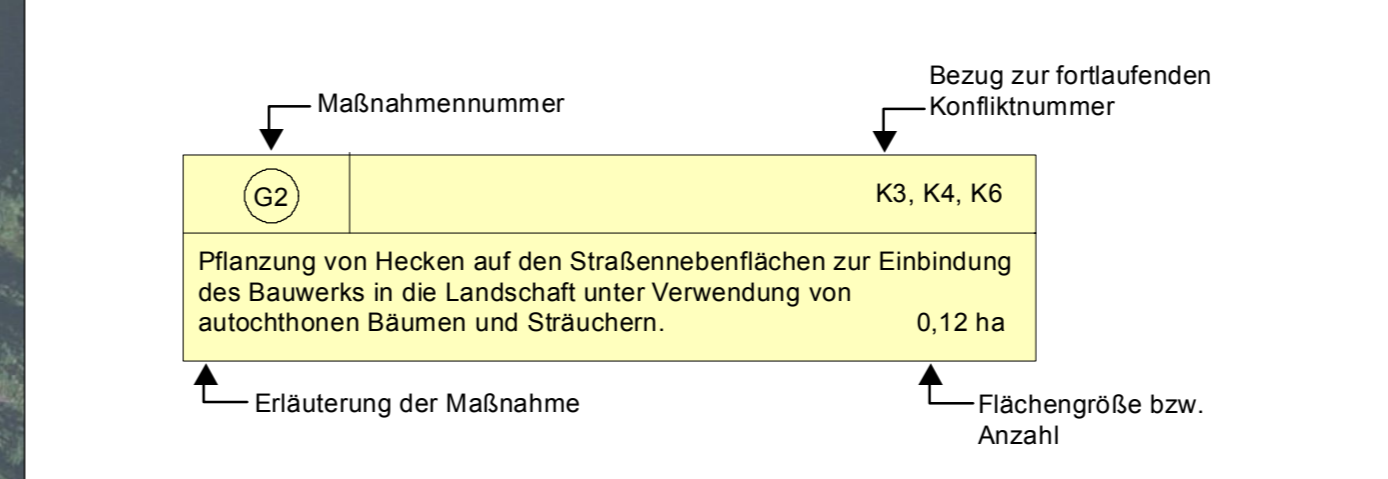 Bezug zur fortlaufenden
Maßnahmennummer
Konfliktnummer
G2
K3, K4, K6
Pflanzung von Hecken auf den Straßennebenflächen zur Einbindung
des Bauwerks in die Landschaft unter Verwendung von
autochthonen Bäumen und Sträuchern. 0,12 ha
Erläuterung der Maßnahme
Flächengröße bzw.
Anzahl